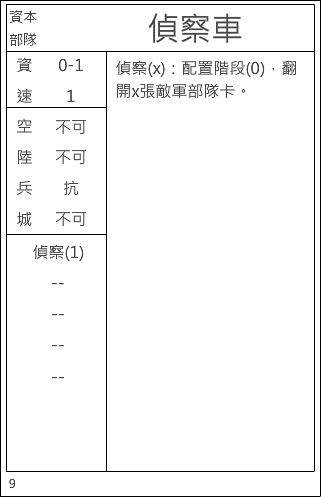 資本
部隊
偵察車
資 0-1
速 1
空 不可
陸 不可
兵 抗
城 不可
偵察(1)
--
--
--
--
偵察(x)：配置階段(0)，翻
開x張敵軍部隊卡。
9